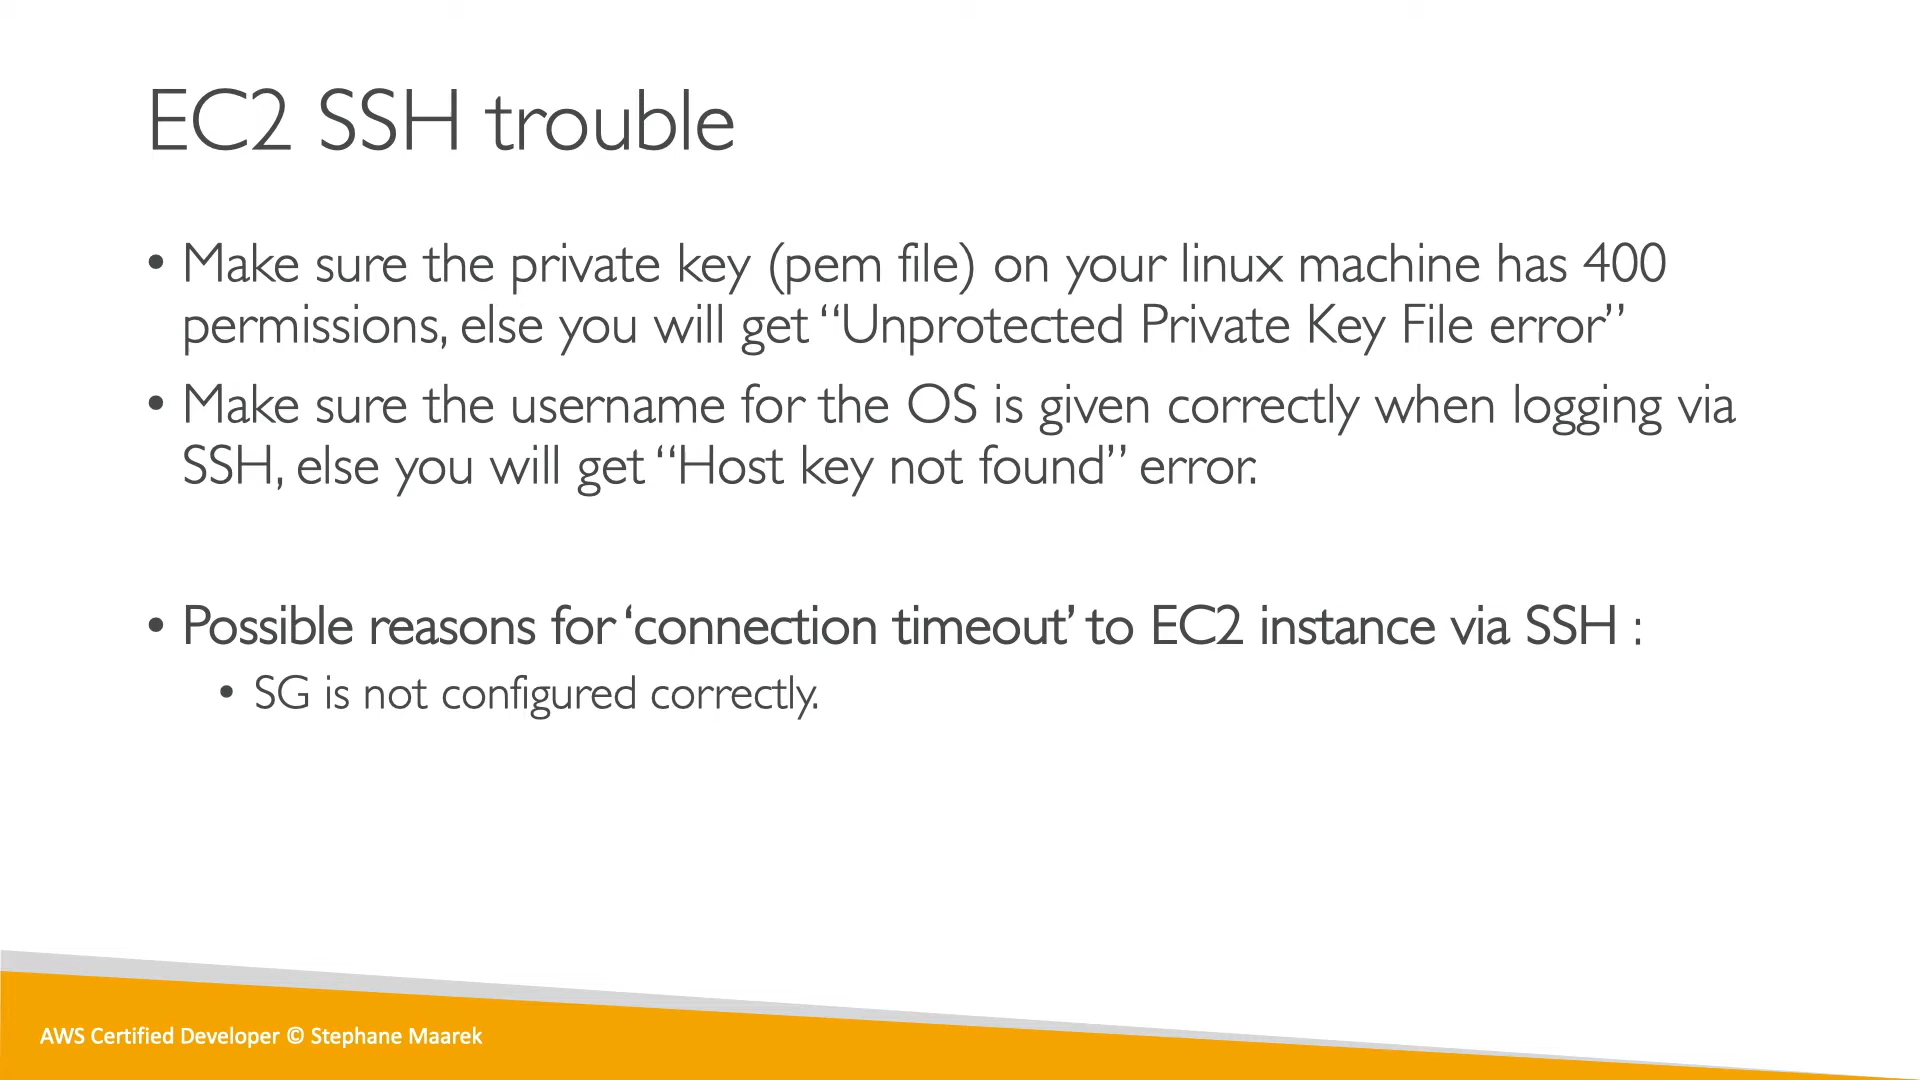 EC2 SSH trouble
• Make sure the private key (pem file) on your linux machine has 400
permissions, else you will get “Unprotected Private Key File error”
• Make sure the username for the OS is given correctly when logging via
SSH, else you will get “Host key not found” error.
• Possible reasons for ‘connection timeout’ to EC2 instance via SSH :
• SG is not configured correctly.
AWS Certified Developer © Stephane Maarek